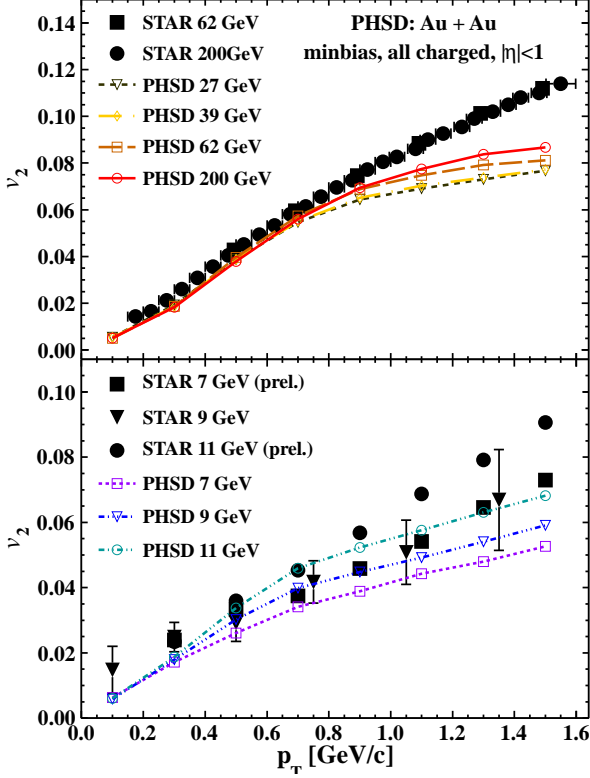 STAR 62 GeV
STAR 200GeV
PHSD 27 GeV
PHSD 39 GeV
PHSD 62 GeV
PHSD 200 GeV
PHSD: Au + Au
minbias, all charged, |η|<1
0.14
0.12
0.10
0.08
0.06
0.04
0.02
0.00
v2
STAR 7 GeV (prel.)
STAR 9 GeV
STAR 11 GeV (prel.)
PHSD 7 GeV
PHSD 9 GeV
PHSD 11 GeV
0.10
0.08
0.06
0.04
0.02
0.00
v2
0.0 0.2 0.4 0.6 0.8 1.0 1.2 1.4 1.6
pT [GeV/c]